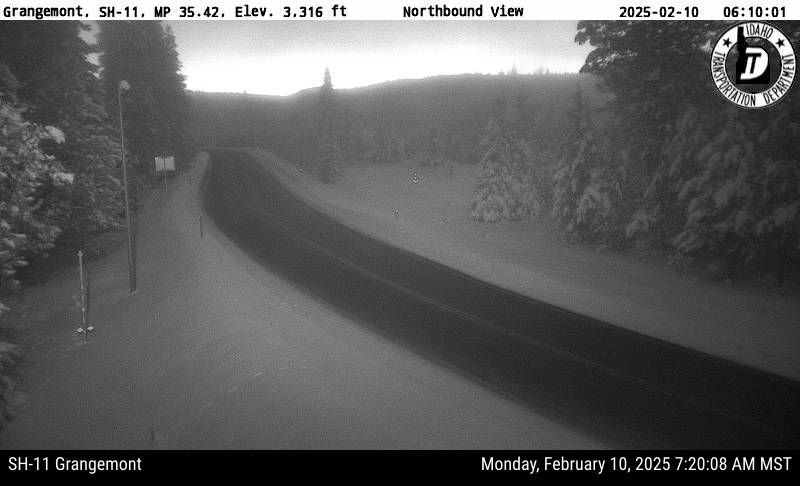 Grangemont, SH-11, MP 35.42, Elev. 3,316 ft Northbound View 2025-02-10 06:10:01
IDAHO
TRANSPORTATION DEPARTMENT
SH-11 Grangemont Monday, February 10, 2025 7:20:08 AM MST